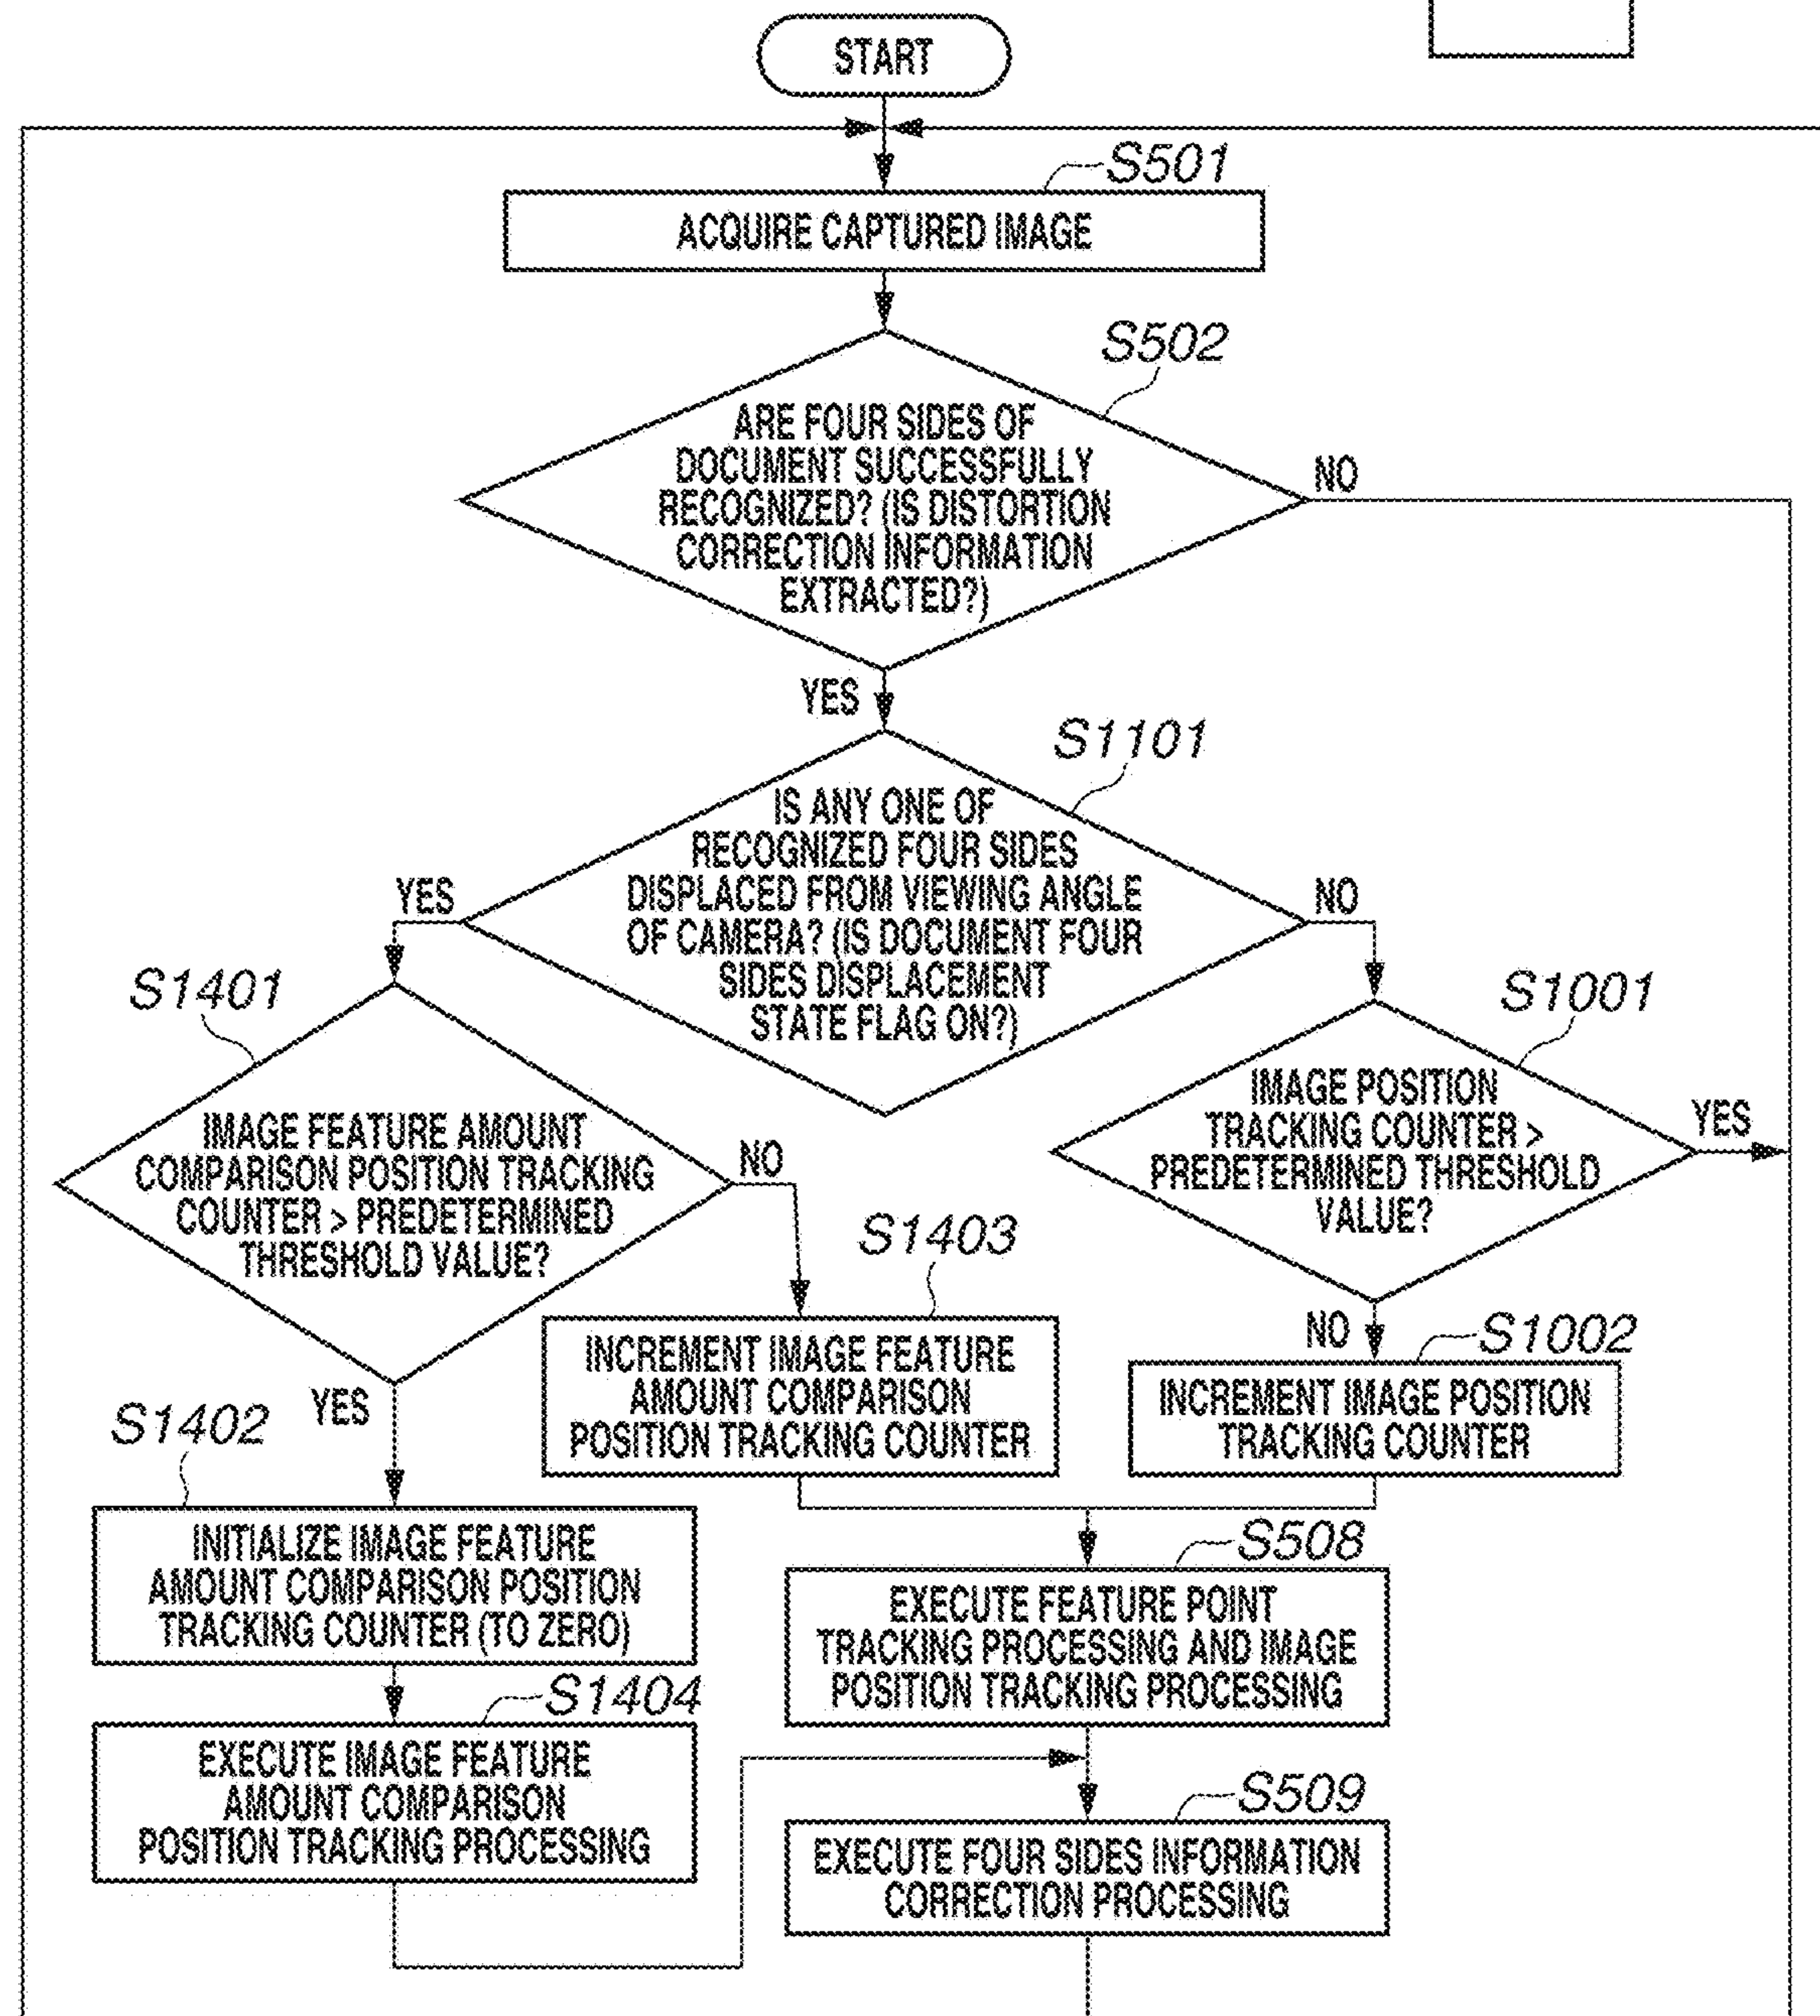 START
S501
ACQUIRE CAPTURED IMAGE
S502
ARE FOUR SIDES OF
DOCUMENT SUCCESSFULLY
RECOGNIZED? (IS DISTORTION
CORRECTION INFORMATION
EXTRACTED?)
NO
YES
S1101
IS ANY ONE OF
RECOGNIZED FOUR SIDES
DISPLACED FROM VIEWING ANGLE
OF CAMERA? (IS DOCUMENT FOUR
SIDES DISPLACEMENT
STATE FLAG ON?)
YES
NO
S1401
IMAGE FEATURE AMOUNT
COMPARISON POSITION TRACKING
COUNTER > PREDETERMINED
THRESHOLD VALUE?
NO
YES
S1001
IMAGE POSITION
TRACKING COUNTER >
PREDETERMINED THRESHOLD
VALUE?
YES
NO
S1403
INCREMENT IMAGE FEATURE
AMOUNT COMPARISON
POSITION TRACKING COUNTER
S1002
INCREMENT IMAGE POSITION
TRACKING COUNTER
S1402
INITIALIZE IMAGE FEATURE
AMOUNT COMPARISON POSITION
TRACKING COUNTER (TO ZERO)
S508
EXECUTE FEATURE POINT
TRACKING PROCESSING AND IMAGE
POSITION TRACKING PROCESSING
S1404
EXECUTE IMAGE FEATURE
AMOUNT COMPARISON
POSITION TRACKING PROCESSING
S509
EXECUTE FOUR SIDES INFORMATION
CORRECTION PROCESSING